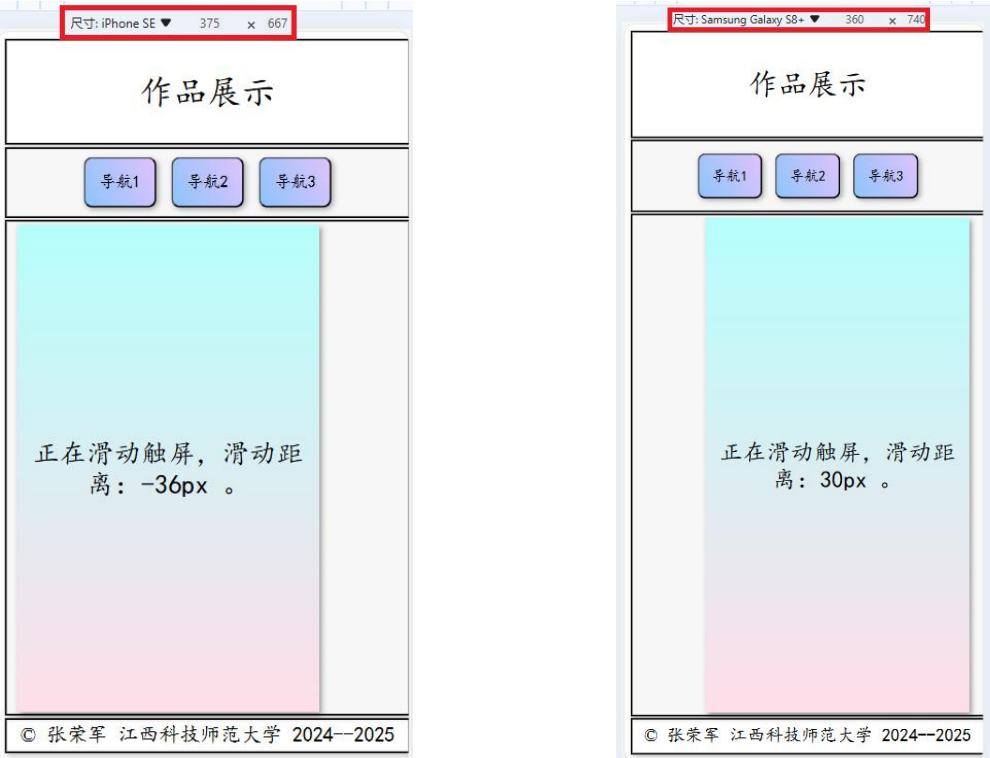 尺寸: iPhone SE ▼ 375 × 667
作品展示
导航1 导航2 导航3
正在滑动触屏，滑动距
离：-36px 。
© 张荣军 江西科技师范大学 2024--2025
尺寸: Samsung Galaxy S8+ ▼ 360 × 740
作品展示
导航1 导航2 导航3
正在滑动触屏，滑动距
离：30px 。
© 张荣军 江西科技师范大学 2024--2025